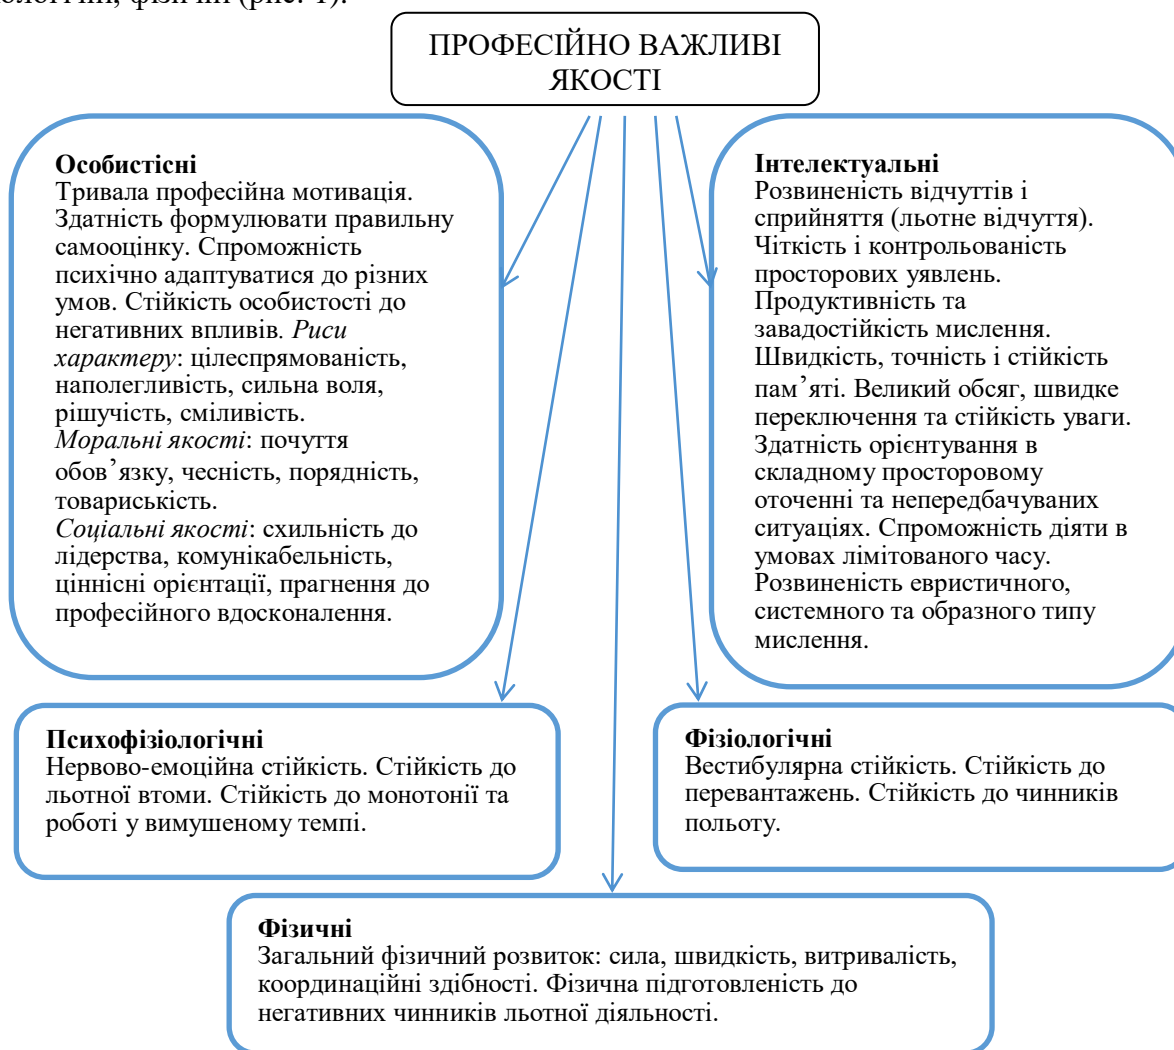 фізичні (рис. 1).
ПРОФЕСІЙНО ВАЖЛИВІ
ЯКОСТІ
Особистісні
Тривала професійна мотивація.
Здатність формулювати правильну
самооцінку. Спроможність
психічно адаптуватися до різних
умов. Стійкість особистості до
негативних впливів. Риси
характеру: цілеспрямованість,
наполегливість, сильна воля,
рішучість, сміливість.
Моральні якості: почуття
обов’язку, чесність, порядність,
товариськість.
Соціальні якості: схильність до
лідерства, комунікабельність,
ціннісні орієнтації, прагнення до
професійного вдосконалення.
Інтелектуальні
Розвиненість відчуттів і
сприйняття (льотне відчуття).
Чіткість і контрольованість
просторових уявлень.
Продуктивність та
завадостійкість мислення.
Швидкість, точність і стійкість
пам’яті. Великий обсяг, швидке
переключення та стійкість уваги.
Здатність орієнтування в
складному просторовому
оточенні та непередбачуваних
ситуаціях. Спроможність діяти в
умовах лімітованого часу.
Розвиненість евристичного,
системного та образного типу
мислення.
Психофізіологічні
Нервово-емоційна стійкість. Стійкість до
льотної втоми. Стійкість до монотонії та
роботі у вимушеному темпі.
Фізіологічні
Вестибулярна стійкість. Стійкість до
перевантажень. Стійкість до чинників
польоту.
Фізичні
Загальний фізичний розвиток: сила, швидкість, витривалість,
координаційні здібності. Фізична підготовленість до
негативних чинників льотної діяльності.